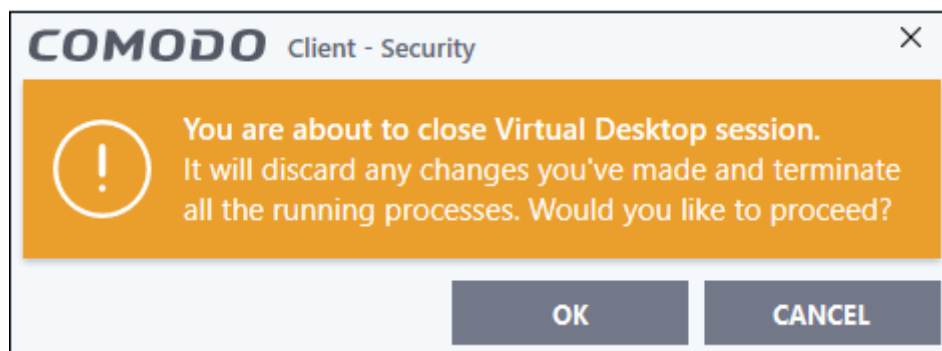 COMODO Client - Security
You are about to close Virtual Desktop session.
It will discard any changes you've made and terminate
all the running processes. Would you like to proceed?
OK CANCEL